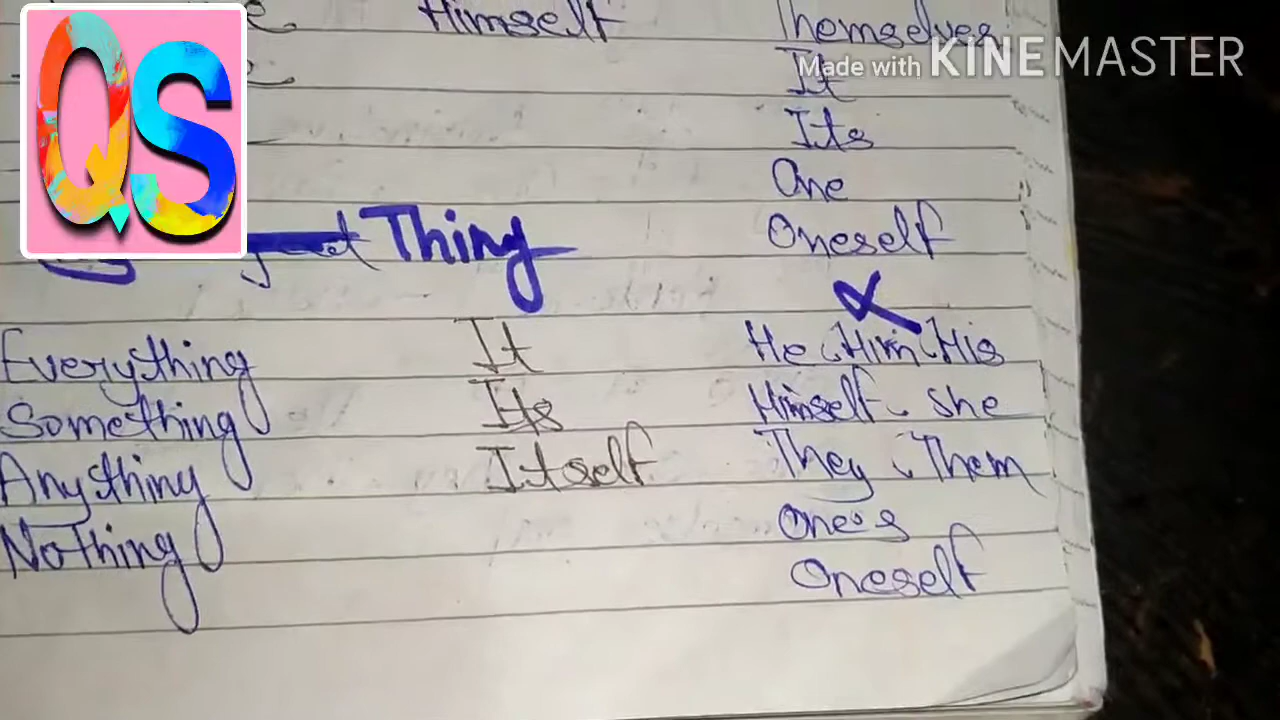 Himself Themselves
Made with KINEMASTER
It
Its
One
Oneself
QS
Thing
Everything It He, Him, His
Something Its Himself, She
Anything Itself They, Them
Nothing One's
Oneself